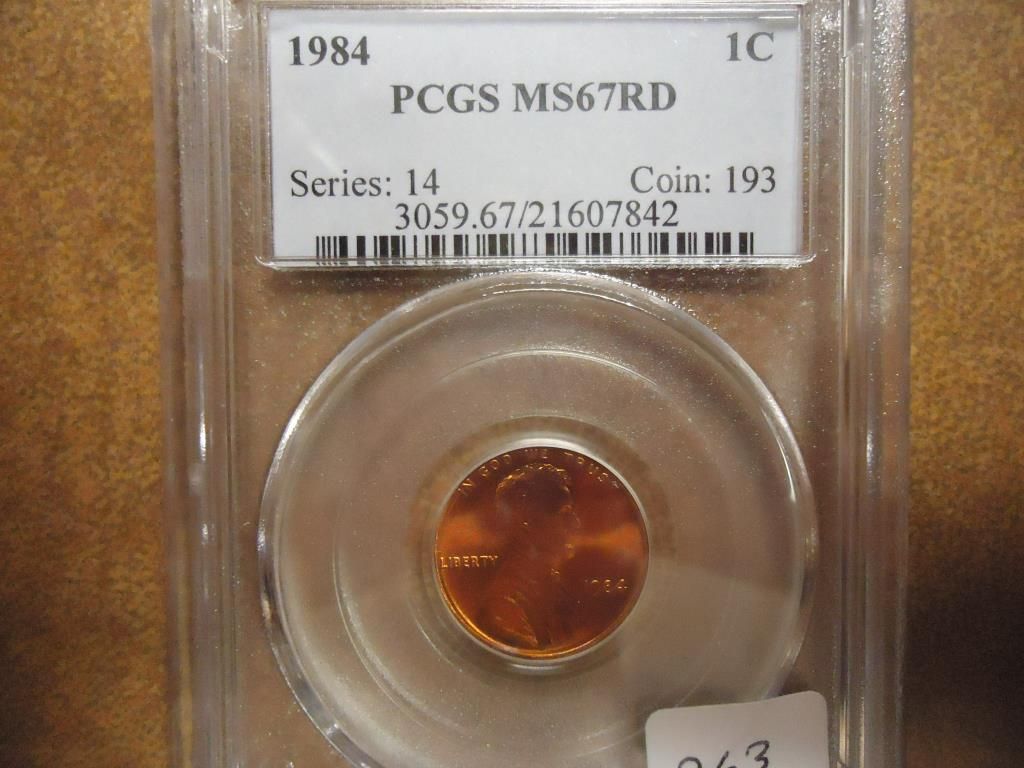 1984 1C
PCGS MS67RD
Series: 14 Coin: 193
3059.67/21607842
IN GOD WE TRUST
LIBERTY
1984